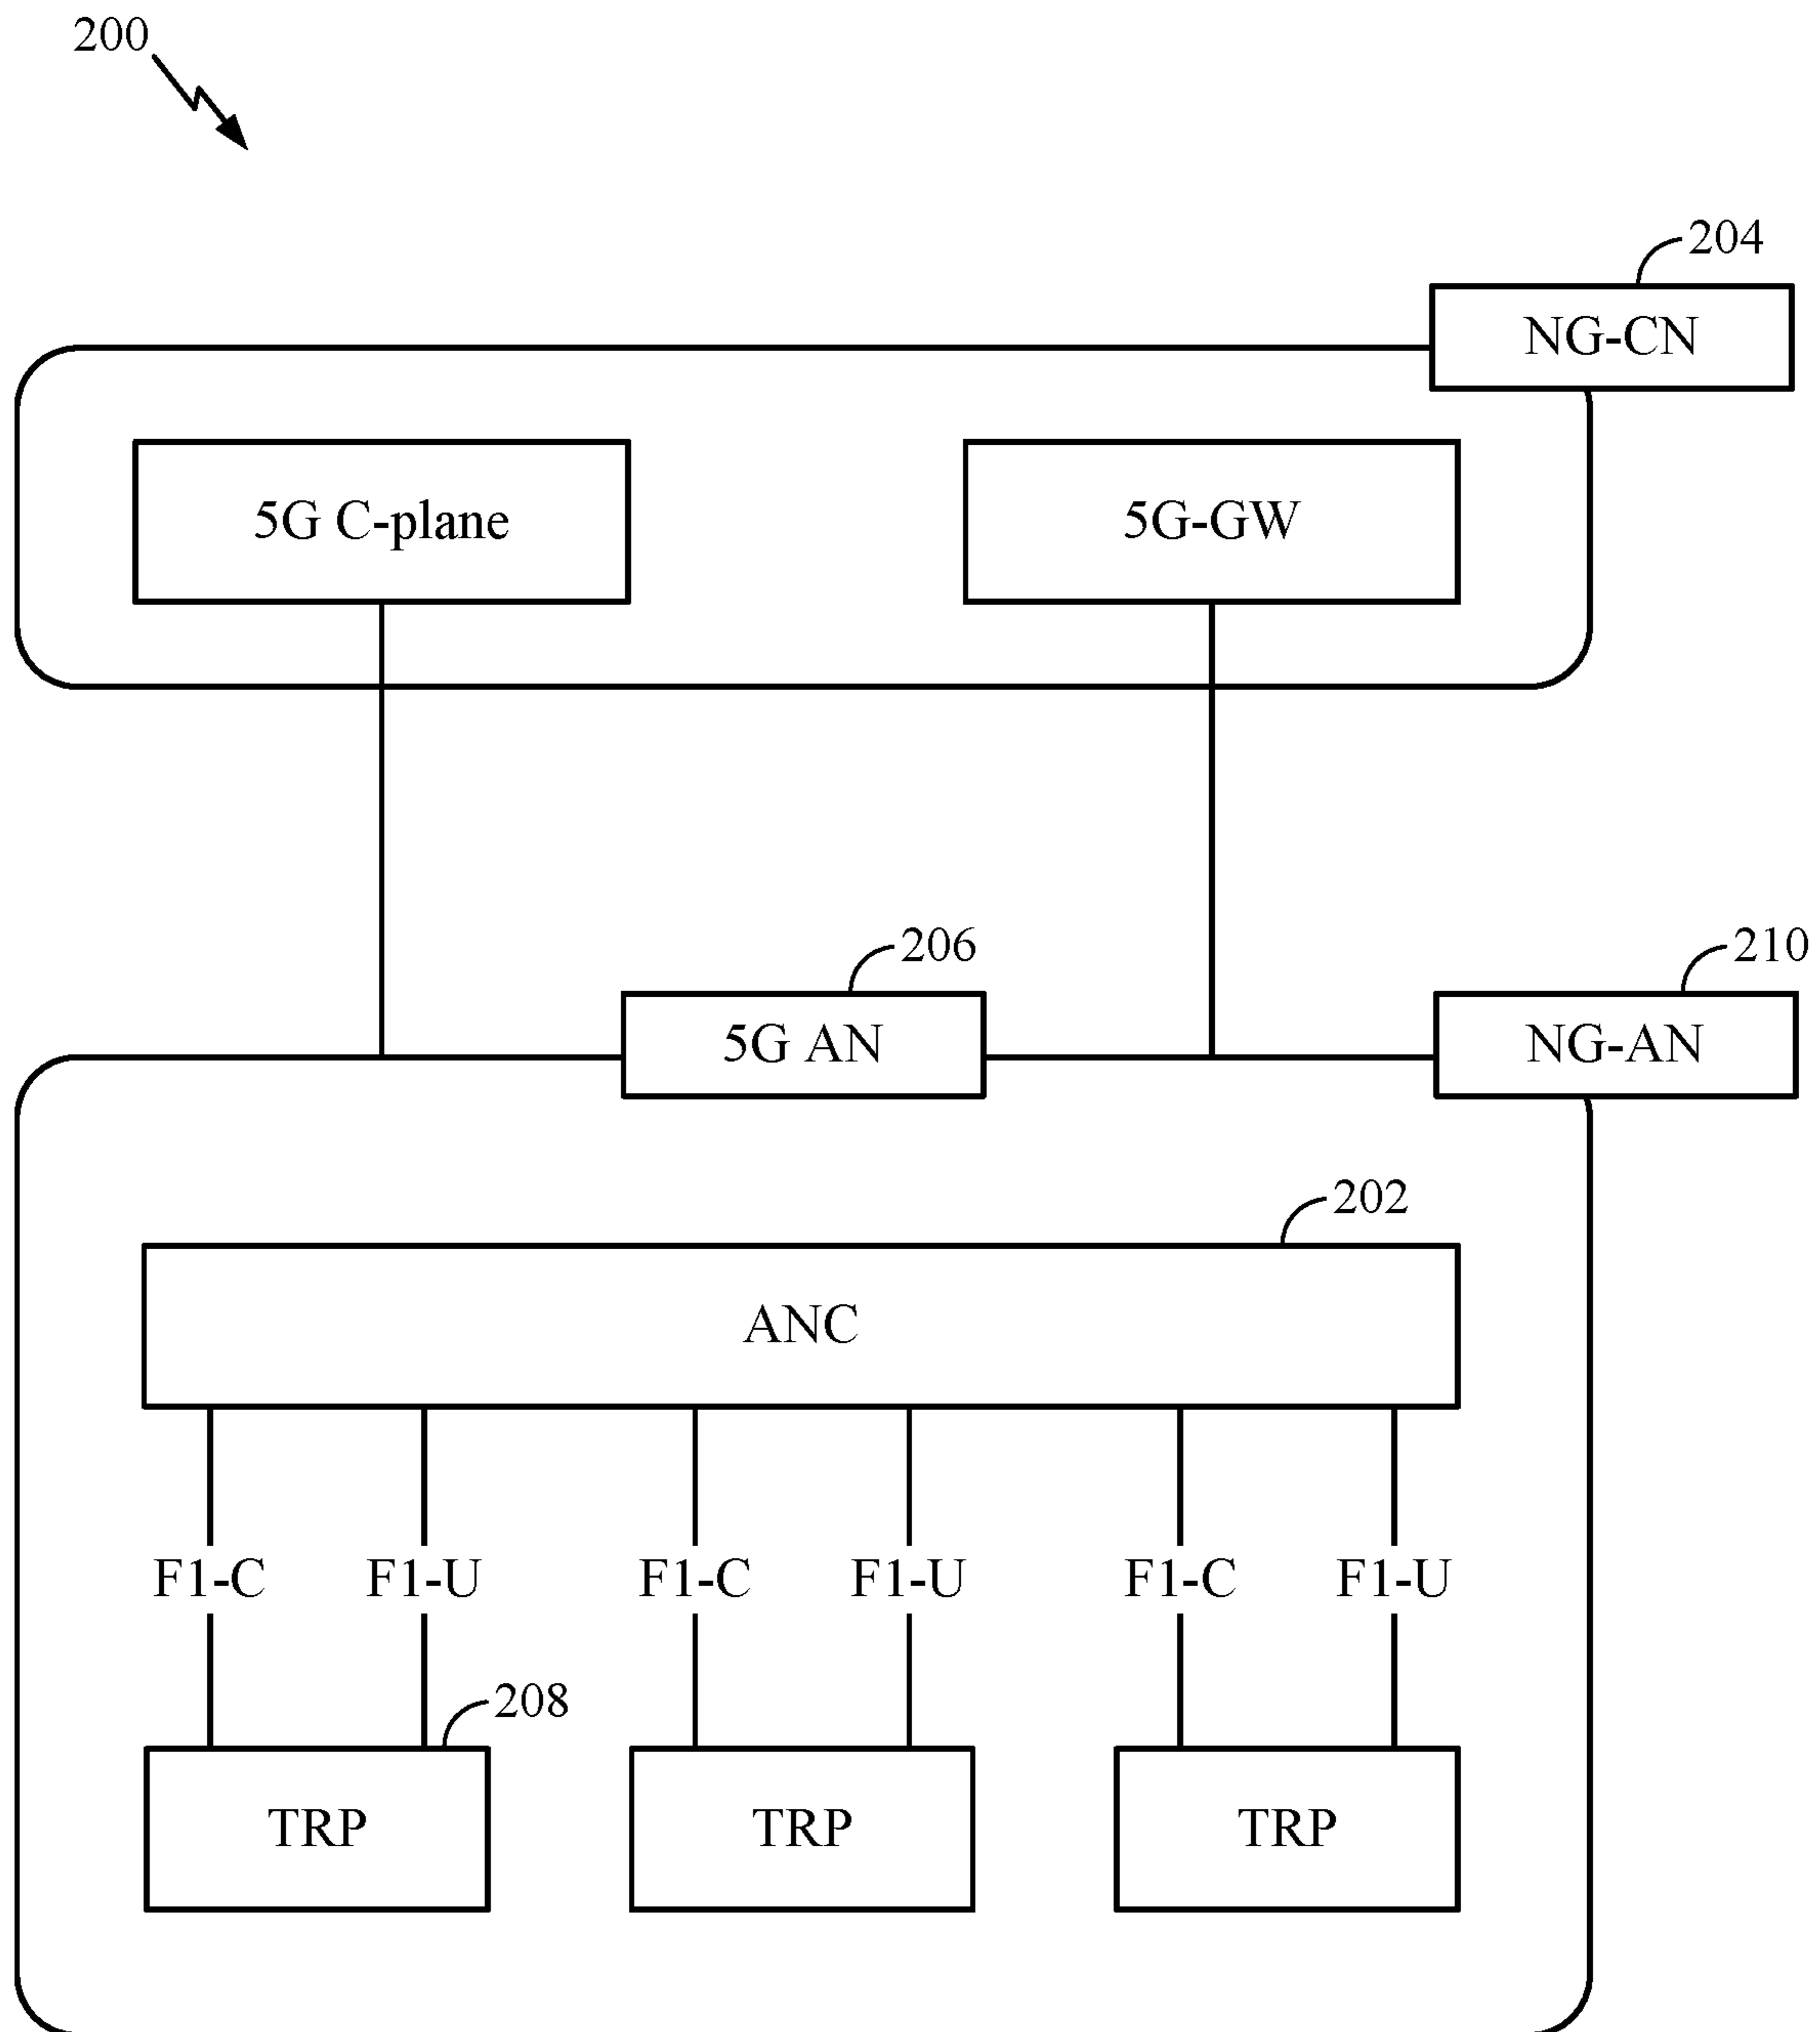 200
204
NG-CN
5G C-plane
5G-GW
206
210
5G AN
NG-AN
202
ANC
F1-C
F1-U
F1-C
F1-U
F1-C
F1-U
208
TRP
TRP
TRP